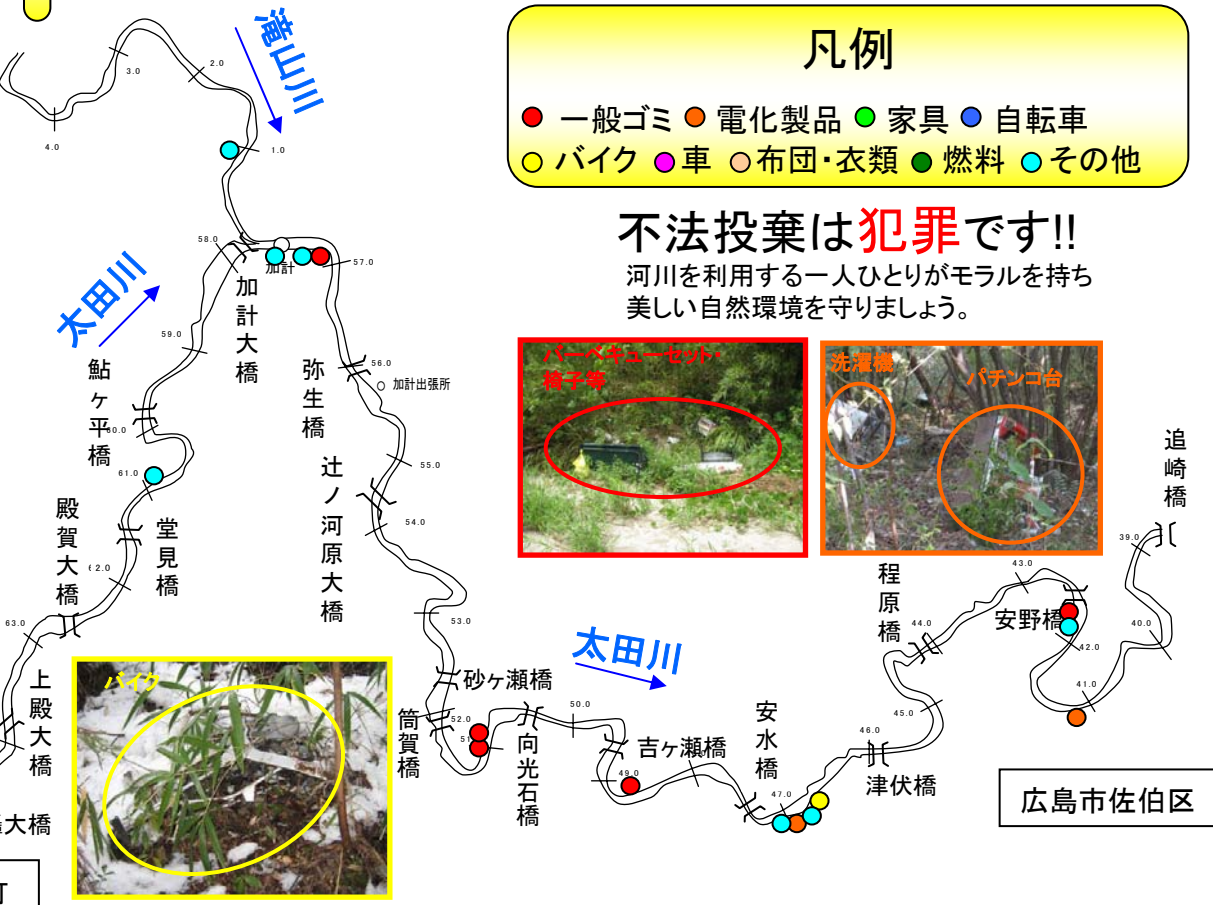 凡例
一般ゴミ 電化製品 家具 自転車
バイク 車 布団・衣類 燃料 その他
不法投棄は犯罪です!!
河川を利用する一人ひとりがモラルを持ち
美しい自然環境を守りましょう。
滝山川
2.0
3.0
4.0
1.0
58.0
加計
57.0
太田川
加計大橋
59.0
56.0
加計出張所
弥生橋
鮎ヶ平橋
60.0
61.0
55.0
辻ノ河原大橋
54.0
殿賀大橋
堂見橋
62.0
63.0
53.0
上殿大橋
バーベキューセット・
椅子等
洗濯機
パチンコ台
追崎橋
39.0
程原橋
43.0
44.0
安野橋
40.0
42.0
41.0
太田川
バイク
砂ヶ瀬橋
筒賀橋
52.0
50.0
向光石橋
吉ヶ瀬橋
49.0
安水橋
47.0
46.0
45.0
津伏橋
広島市佐伯区
大橋
町